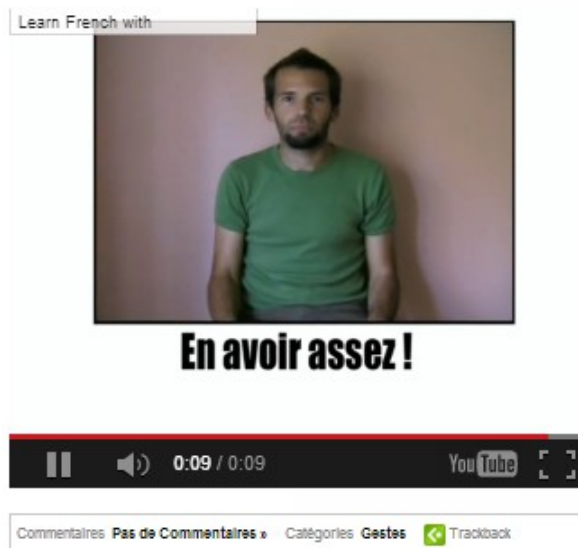 Learn French with
En avoir assez !
0:09 / 0:09 YouTube
Commentaires Pas de Commentaires » Catégories Gestes Trackback